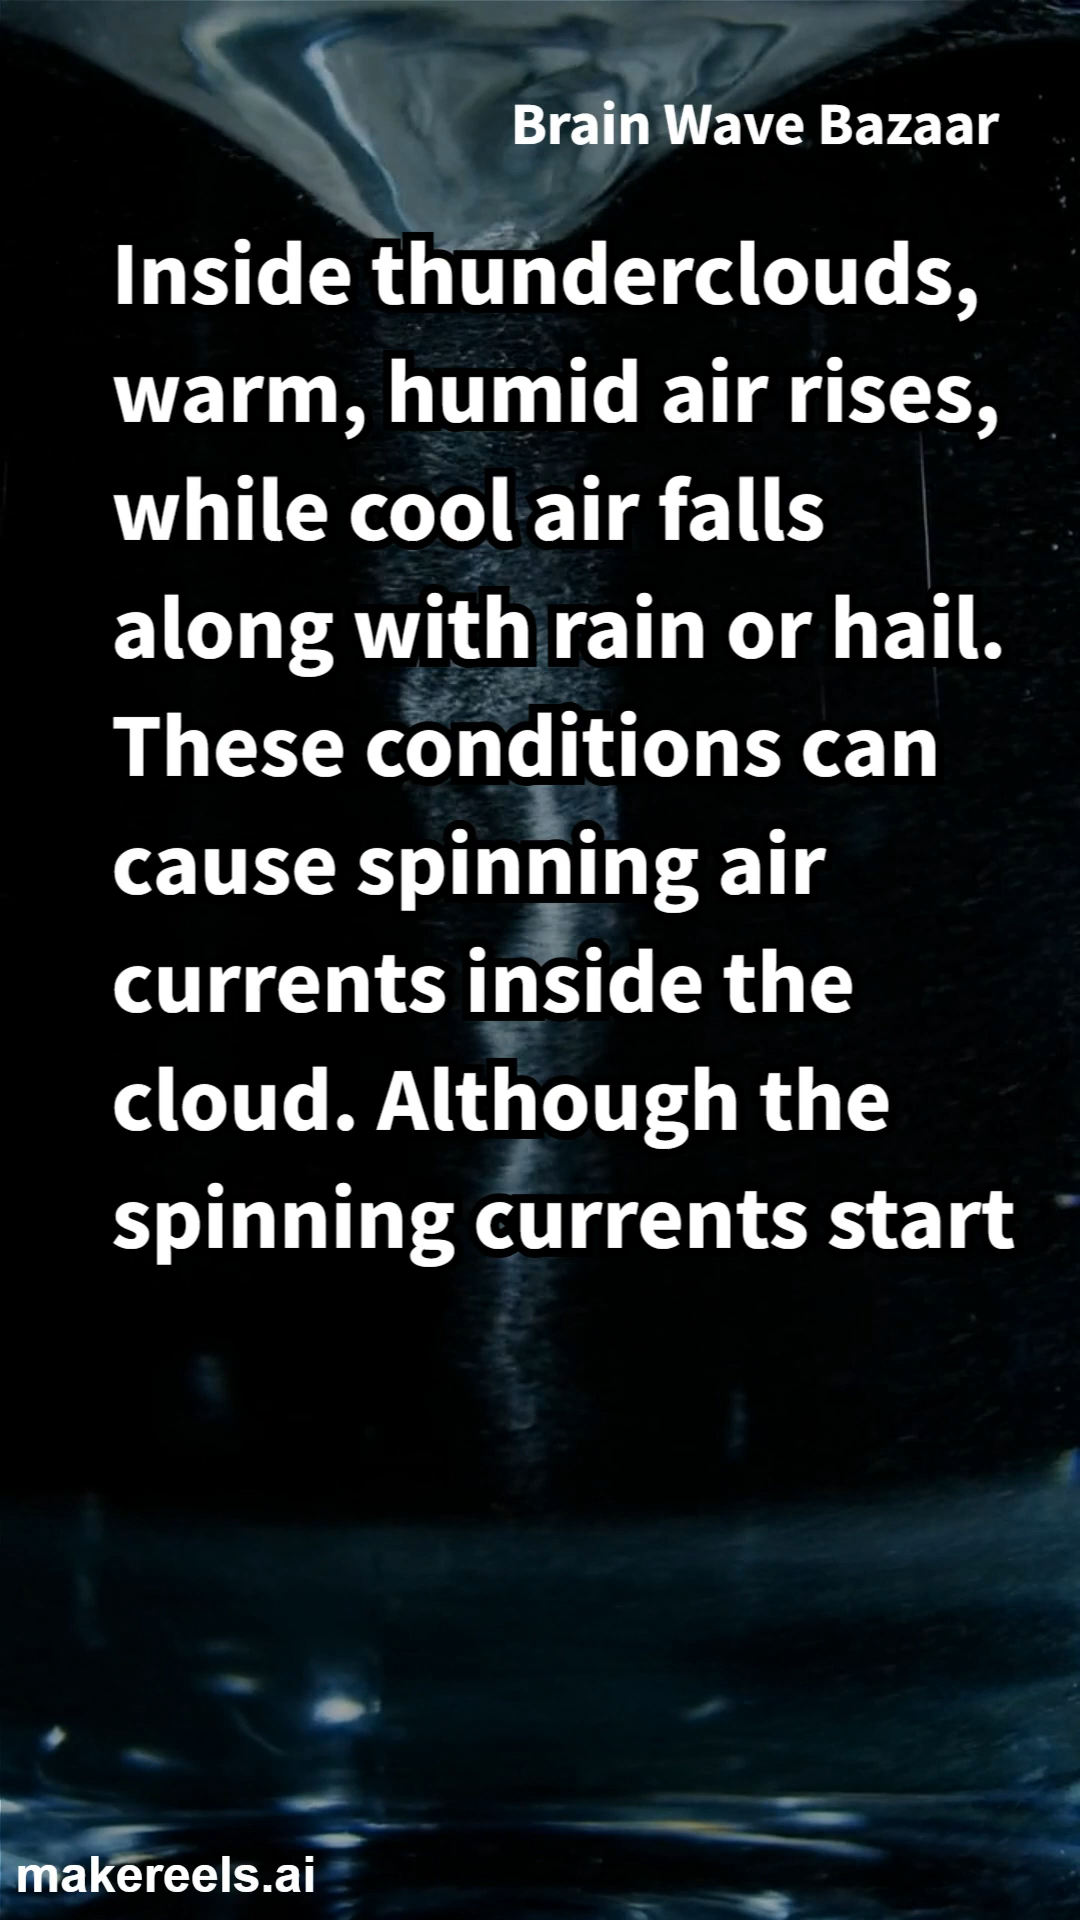 Brain Wave Bazaar
Inside thunderclouds,
warm, humid air rises,
while cool air falls
along with rain or hail.
These conditions can
cause spinning air
currents inside the
cloud. Although the
spinning currents start
makereels.ai